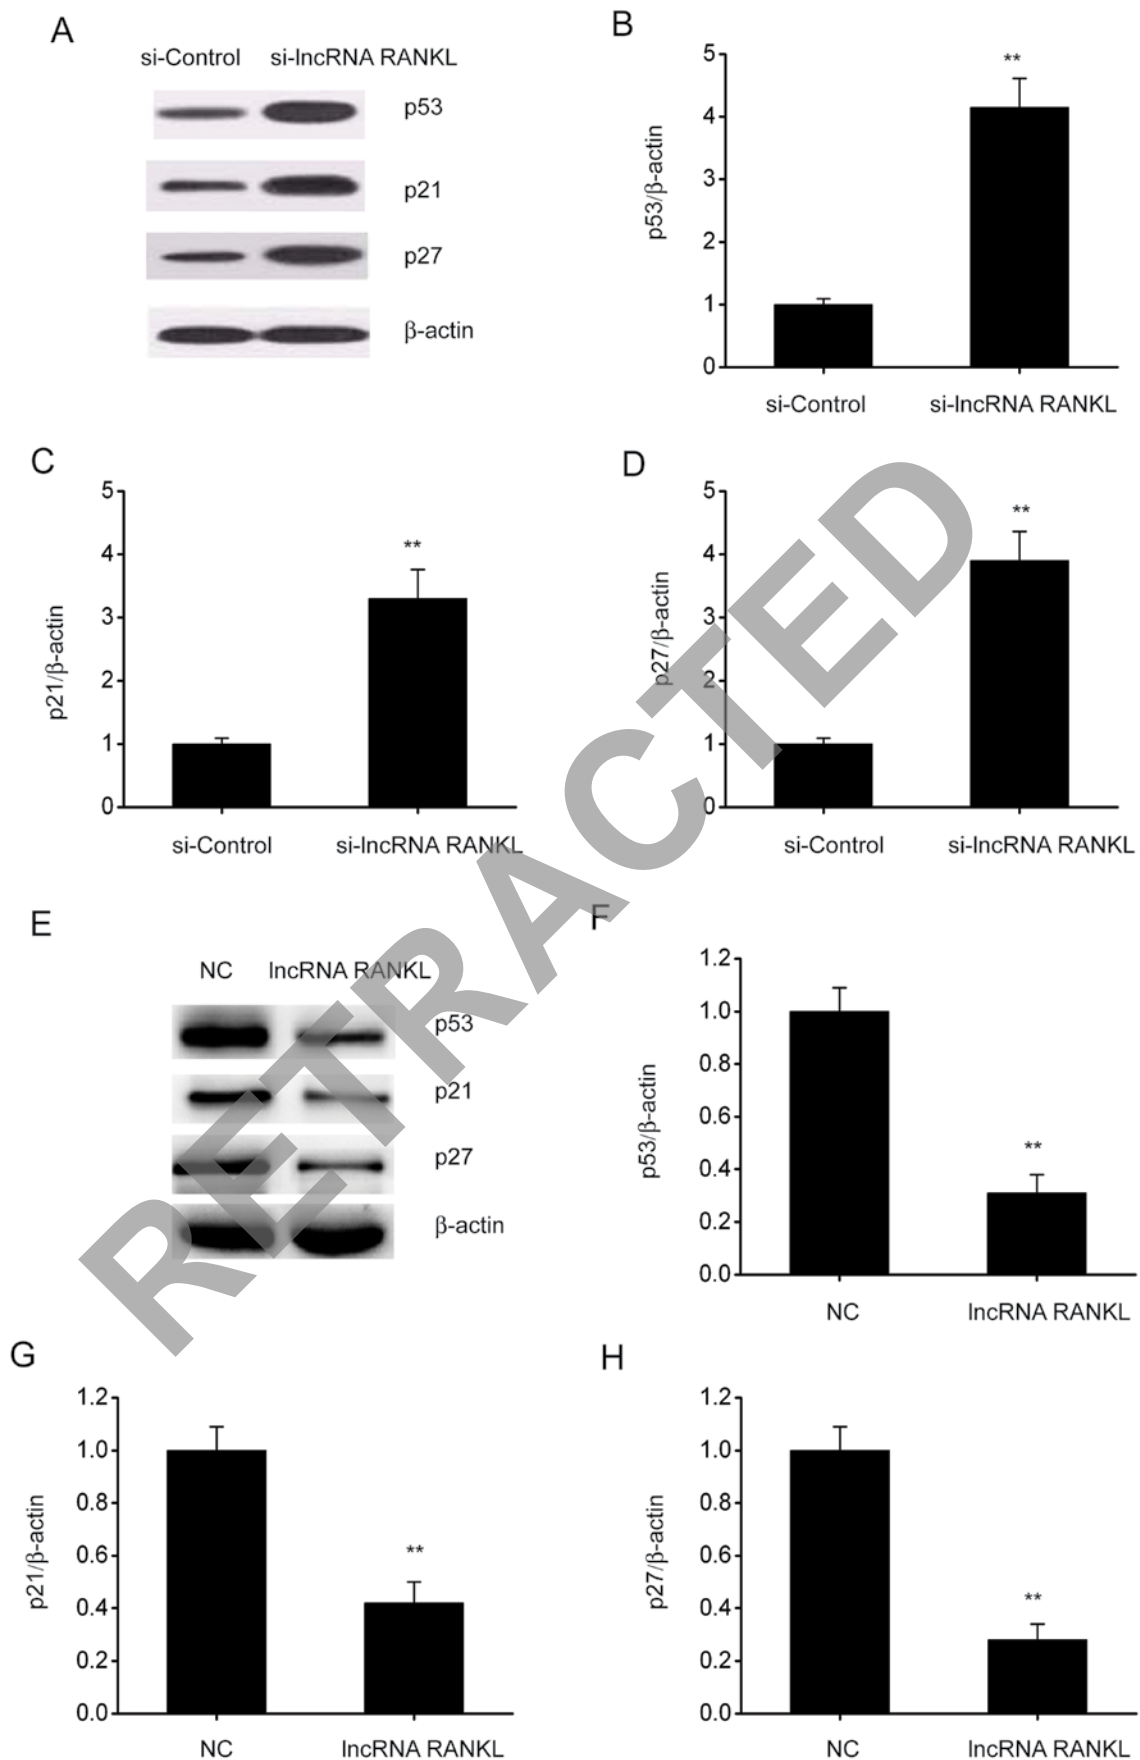 A
si-Control si-lncRNA RANKL
p53
p21
p27
β-actin
B
5
4
3
2
1
0
p53/β-actin
**
si-Control si-lncRNA RANKL
C
5
4
3
2
1
0
p21/β-actin
**
si-Control si-lncRNA RANKL
D
5
4
3
2
1
0
p27/β-actin
**
si-Control si-lncRNA RANKL
E
NC lncRNA RANKL
p53
p21
p27
β-actin
F
1.2
1.0
0.8
0.6
0.4
0.2
0.0
p53/β-actin
**
NC lncRNA RANKL
G
1.2
1.0
0.8
0.6
0.4
0.2
0.0
p21/β-actin
**
NC lncRNA RANKL
H
1.2
1.0
0.8
0.6
0.4
0.2
0.0
p27/β-actin
**
NC lncRNA RANKL
RETRACTED